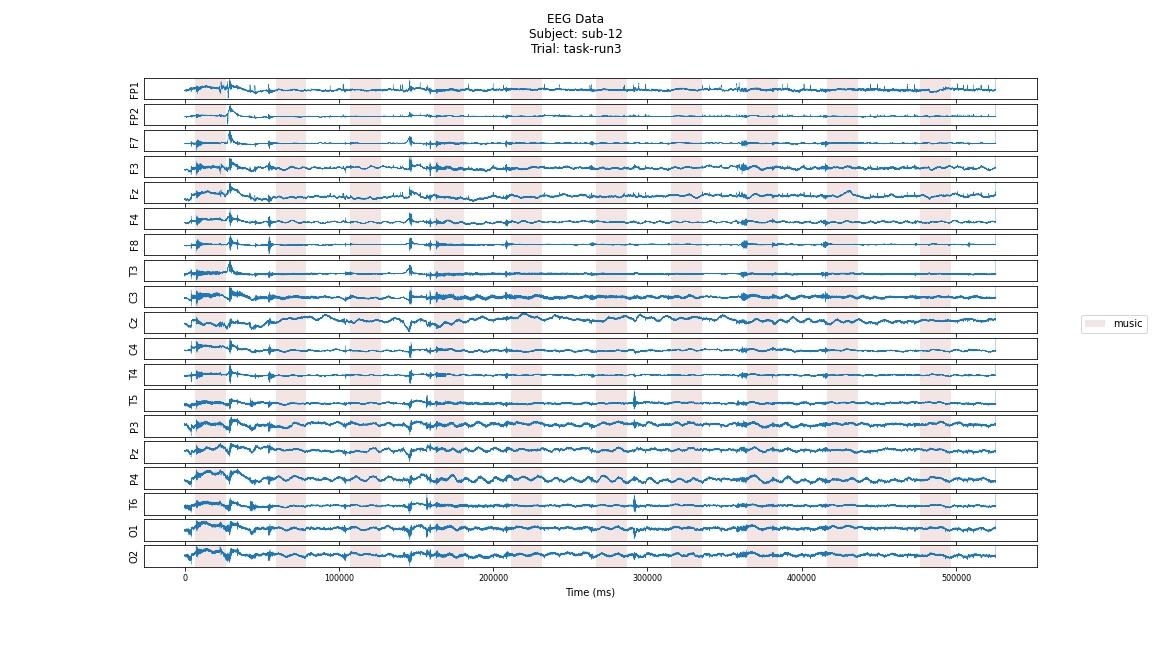 EEG Data
Subject: sub-12
Trial: task-run3
FP1
FP2
F7
F3
Fz
F4
F8
T3
C3
Cz
C4
T4
T5
P3
Pz
P4
T6
O1
O2
music
0 100000 200000 300000 400000 500000
Time (ms)